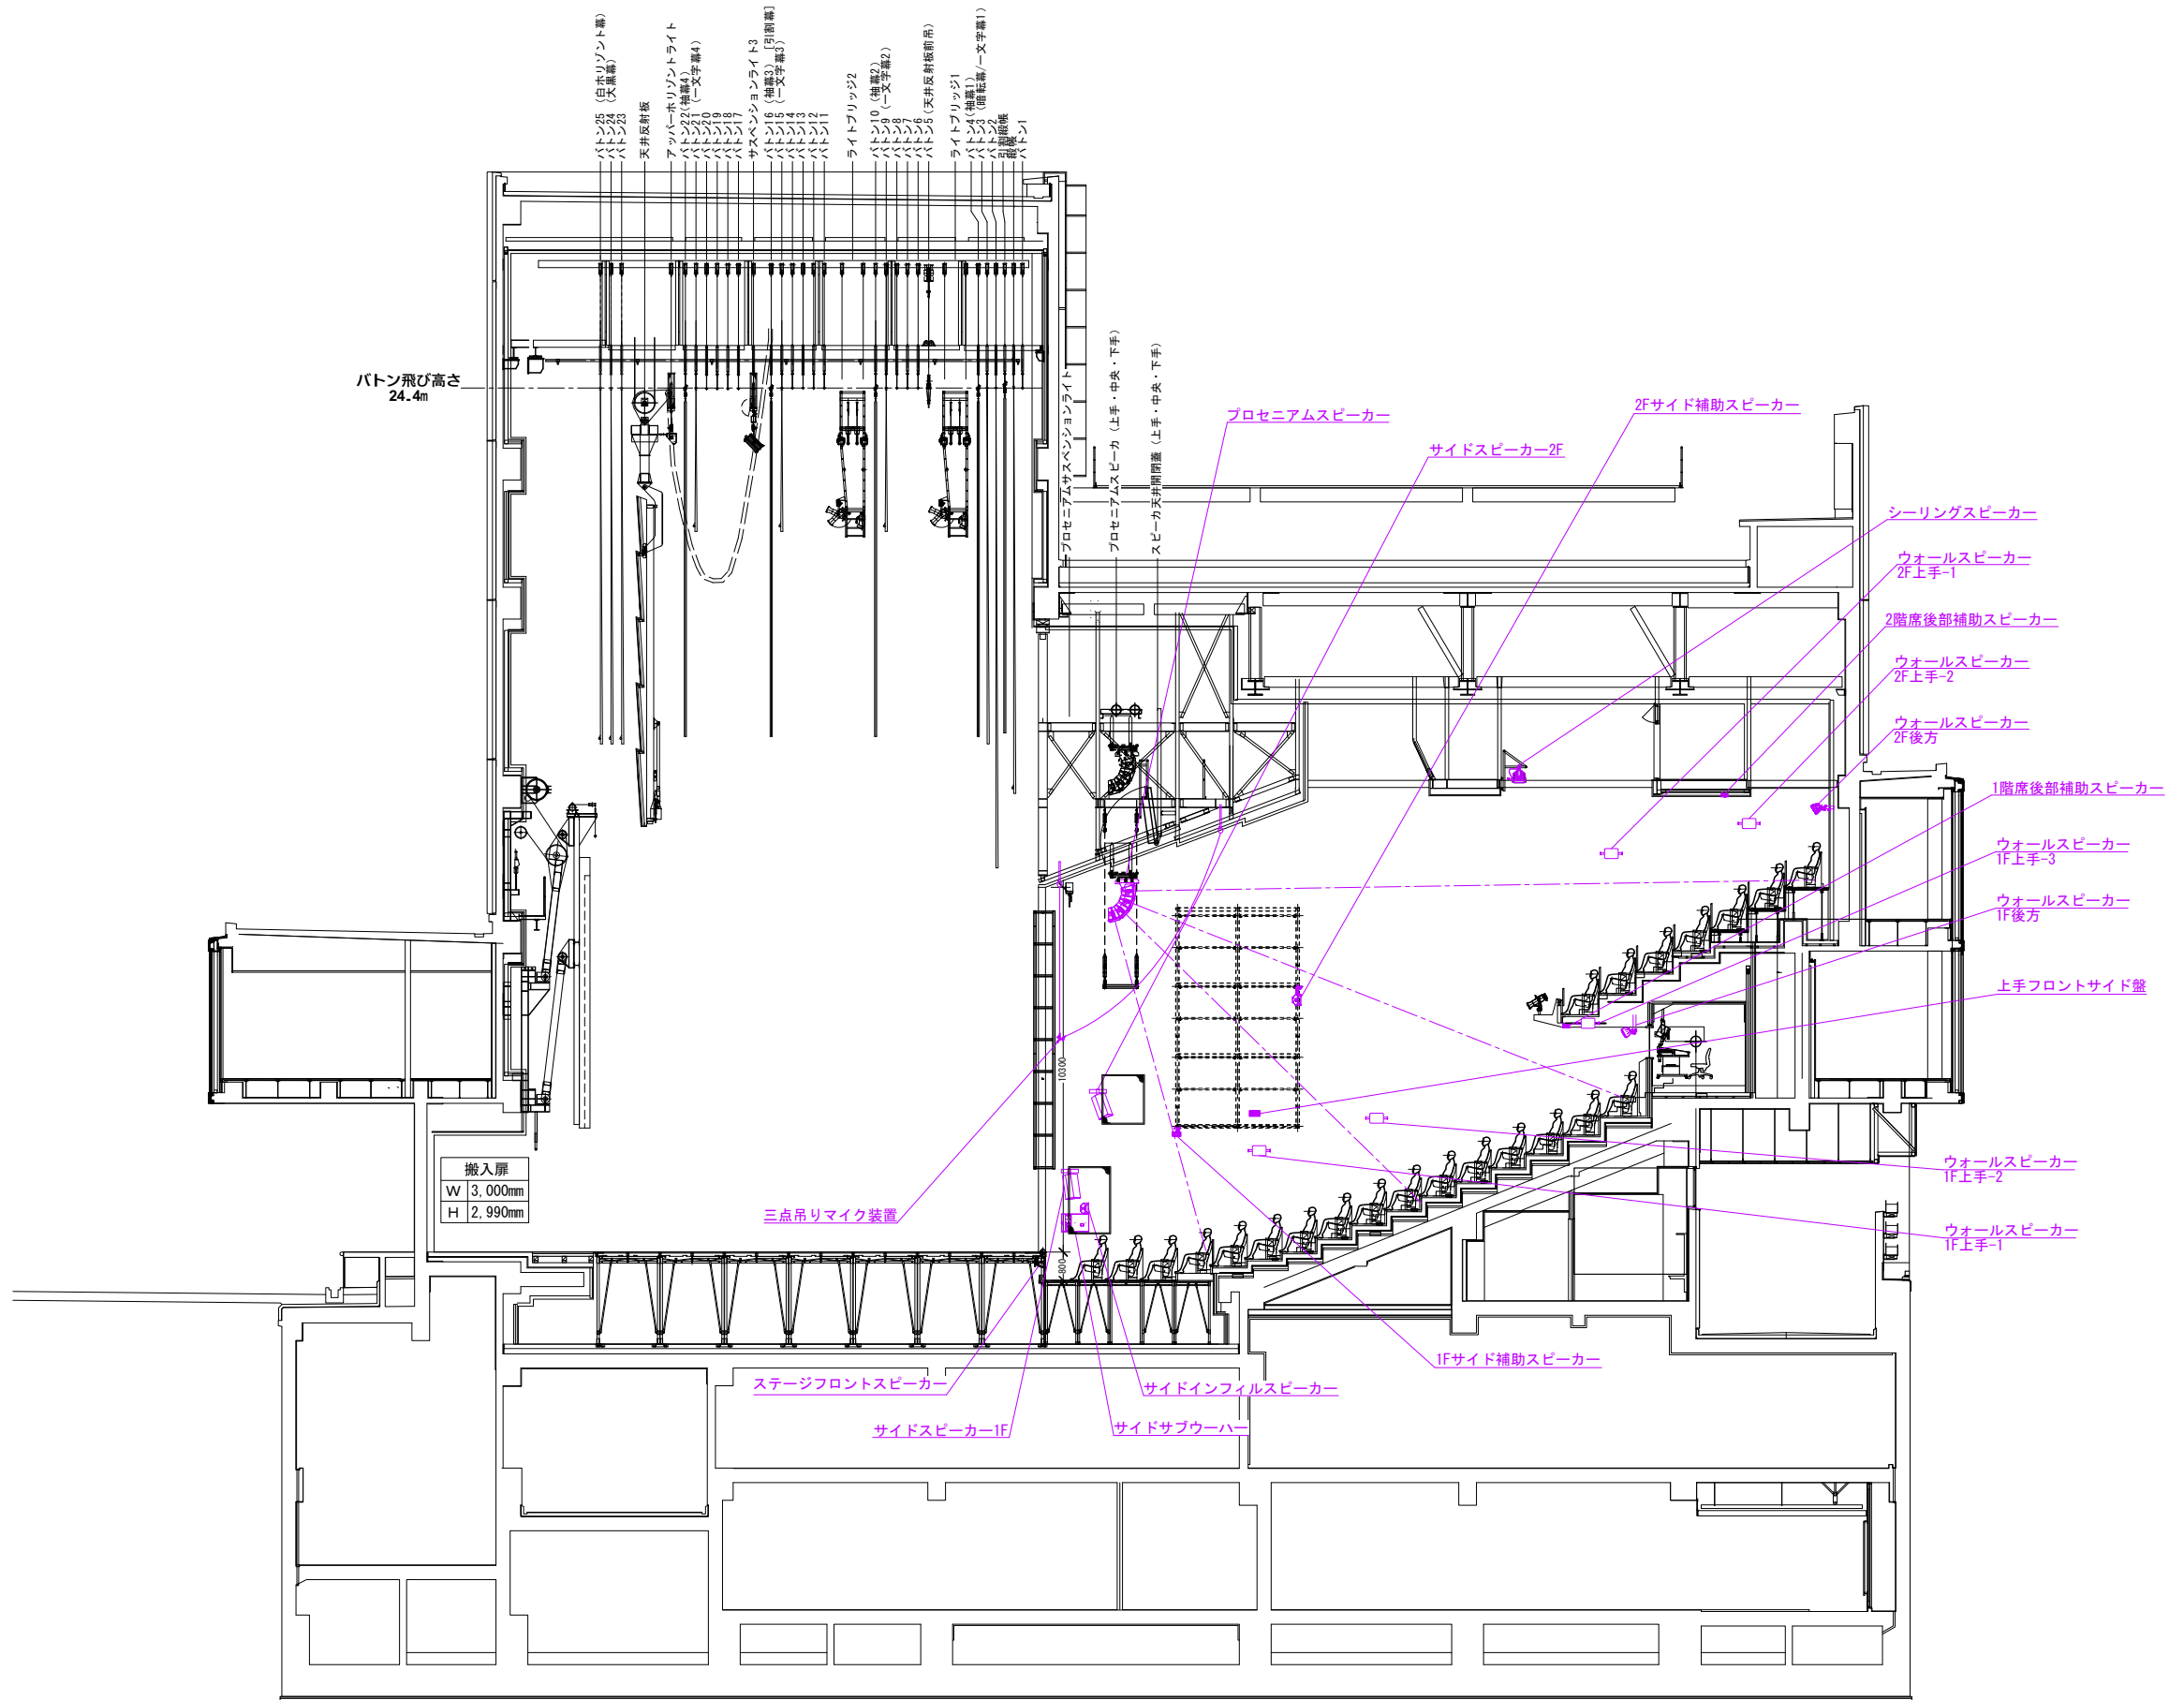 バトン25 (白ホリゾント幕)
バトン24 (大黒幕)
バトン23
天井反射板
アッパーホリゾントライト
バトン22(袖幕4)
バトン21 (一文字幕4)
バトン20
バトン19
バトン18
バトン17
サスペンションライト3
バトン16 (袖幕3) [引割幕]
バトン15 (一文字幕3)
バトン14
バトン13
バトン12
バトン11
ライトブリッジ2
バトン10 (袖幕2)
バトン9 (一文字幕2)
バトン8
バトン7
バトン6
バトン5 (天井反射板前吊)
ライトブリッジ1
バトン4(袖幕1)
バトン3 (暗転幕/一文字幕1)
バトン2
引割緞帳
緞帳
バトン1
バトン飛び高さ
24.4m
プロセニアムサスペンションライト
プロセニアムスピーカ (上手・中央・下手)
スピーカ天井開閉蓋 (上手・中央・下手)
プロセニアムスピーカー
2Fサイド補助スピーカー
サイドスピーカー2F
シーリングスピーカー
ウォールスピーカー
2F上手-1
2階席後部補助スピーカー
ウォールスピーカー
2F上手-2
ウォールスピーカー
2F後方
1階席後部補助スピーカー
ウォールスピーカー
1F上手-3
ウォールスピーカー
1F後方
上手フロントサイド盤
10300
搬入扉
W 3,000mm
H 2,990mm
三点吊りマイク装置
ウォールスピーカー
1F上手-2
ウォールスピーカー
1F上手-1
800
1Fサイド補助スピーカー
ステージフロントスピーカー
サイドインフィルスピーカー
サイドスピーカー1F
サイドサブウーハー